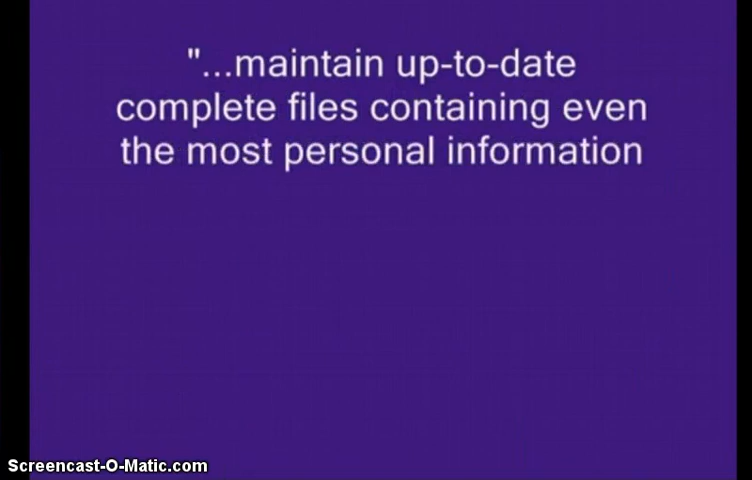 "...maintain up-to-date
complete files containing even
the most personal information
Screencast-O-Matic.com